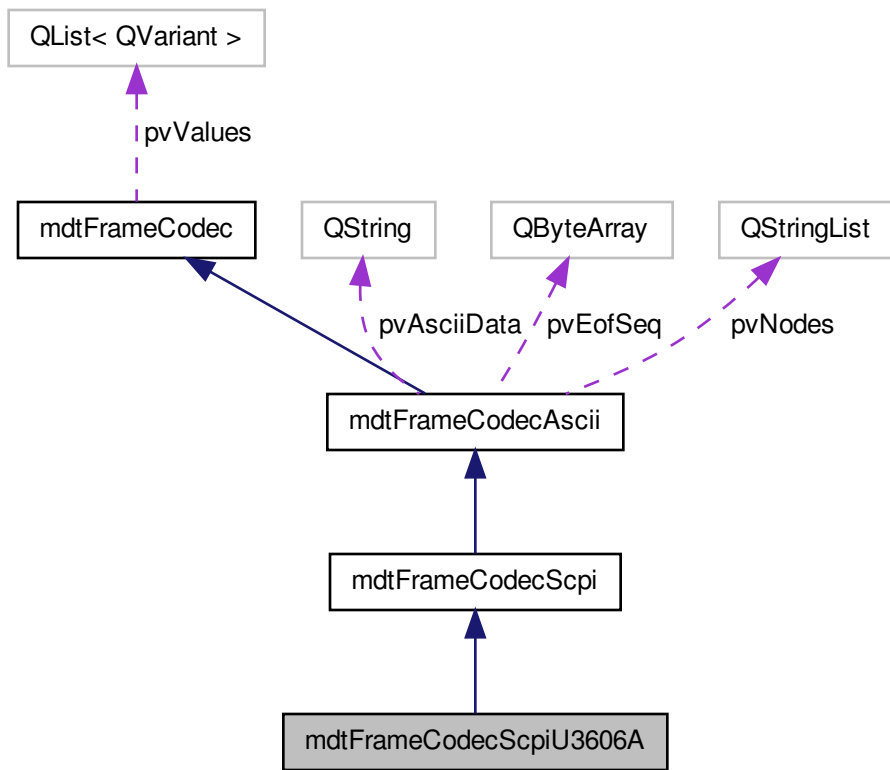 QList< QVariant >
pvValues
mdtFrameCodec
QString
QByteArray
QStringList
pvAsciiData
pvEofSeq
pvNodes
mdtFrameCodecAscii
mdtFrameCodecScpi
mdtFrameCodecScpiU3606A